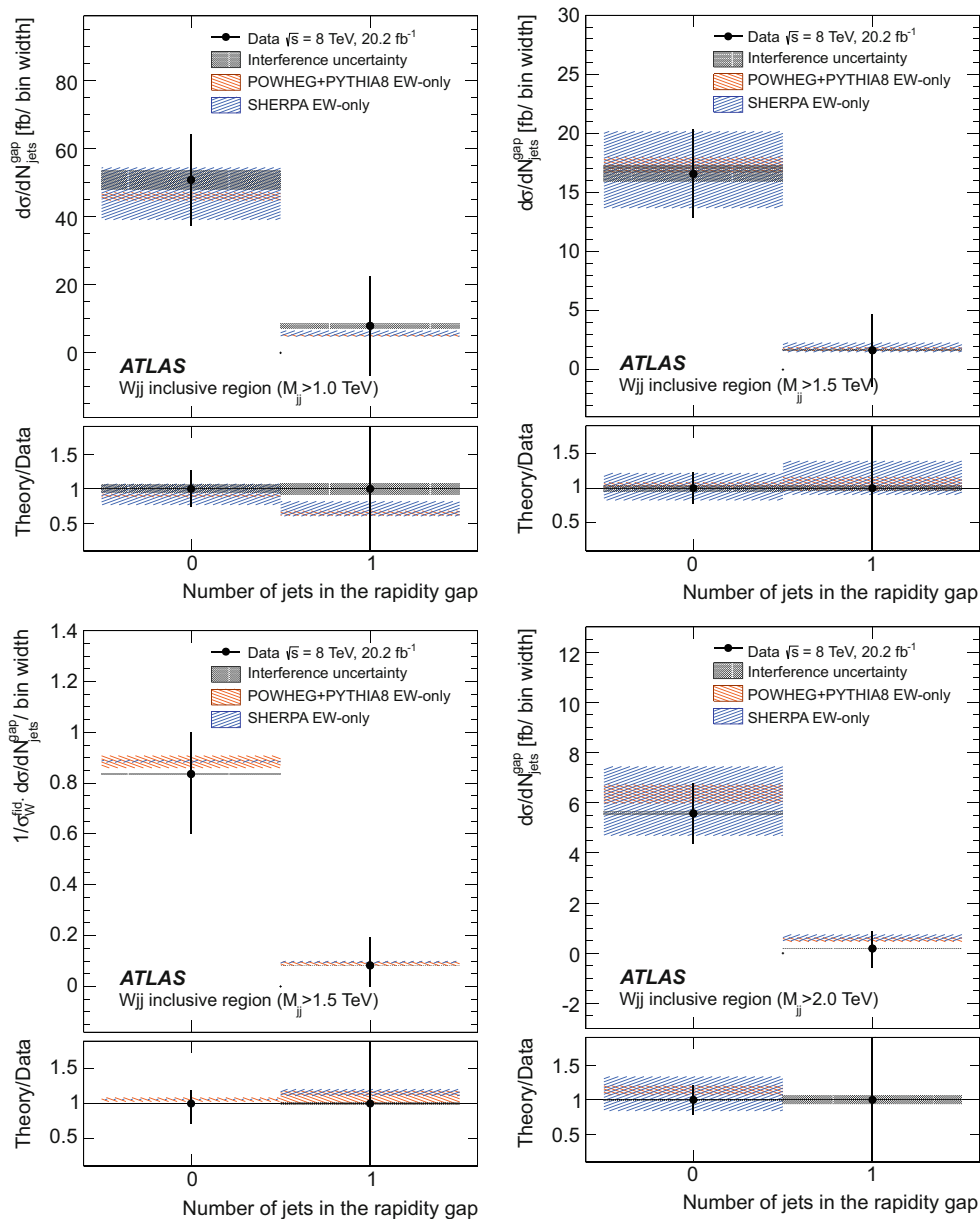 dσ/dN_jets^gap [fb/ bin width]
80
60
40
20
0
Data √s = 8 TeV, 20.2 fb⁻¹
Interference uncertainty
POWHEG+PYTHIA8 EW-only
SHERPA EW-only
ATLAS
Wjj inclusive region (M_jj>1.0 TeV)
Theory/Data
1.5
1
0.5
0 1
Number of jets in the rapidity gap
dσ/dN_jets^gap [fb/ bin width]
30
25
20
15
10
5
0
Data √s = 8 TeV, 20.2 fb⁻¹
Interference uncertainty
POWHEG+PYTHIA8 EW-only
SHERPA EW-only
ATLAS
Wjj inclusive region (M_jj>1.5 TeV)
Theory/Data
1.5
1
0.5
0 1
Number of jets in the rapidity gap
1/σ_W^fid· dσ/dN_jets^gap/ bin width
1.4
1.2
1
0.8
0.6
0.4
0.2
0
Data √s = 8 TeV, 20.2 fb⁻¹
Interference uncertainty
POWHEG+PYTHIA8 EW-only
SHERPA EW-only
ATLAS
Wjj inclusive region (M_jj>1.5 TeV)
Theory/Data
1.5
1
0.5
0 1
Number of jets in the rapidity gap
dσ/dN_jets^gap [fb/ bin width]
12
10
8
6
4
2
0
-2
Data √s = 8 TeV, 20.2 fb⁻¹
Interference uncertainty
POWHEG+PYTHIA8 EW-only
SHERPA EW-only
ATLAS
Wjj inclusive region (M_jj>2.0 TeV)
Theory/Data
1.5
1
0.5
0 1
Number of jets in the rapidity gap